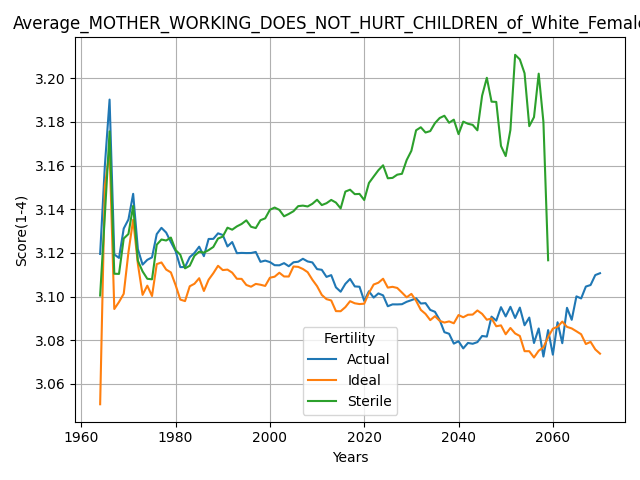 Average_MOTHER_WORKING_DOES_NOT_HURT_CHILDREN_of_White_Female
3.20
3.18
3.16
3.14
3.12
3.10
3.08
3.06
Score(1-4)
1960 1980 2000 2020 2040 2060
Years
Fertility
Actual
Ideal
Sterile